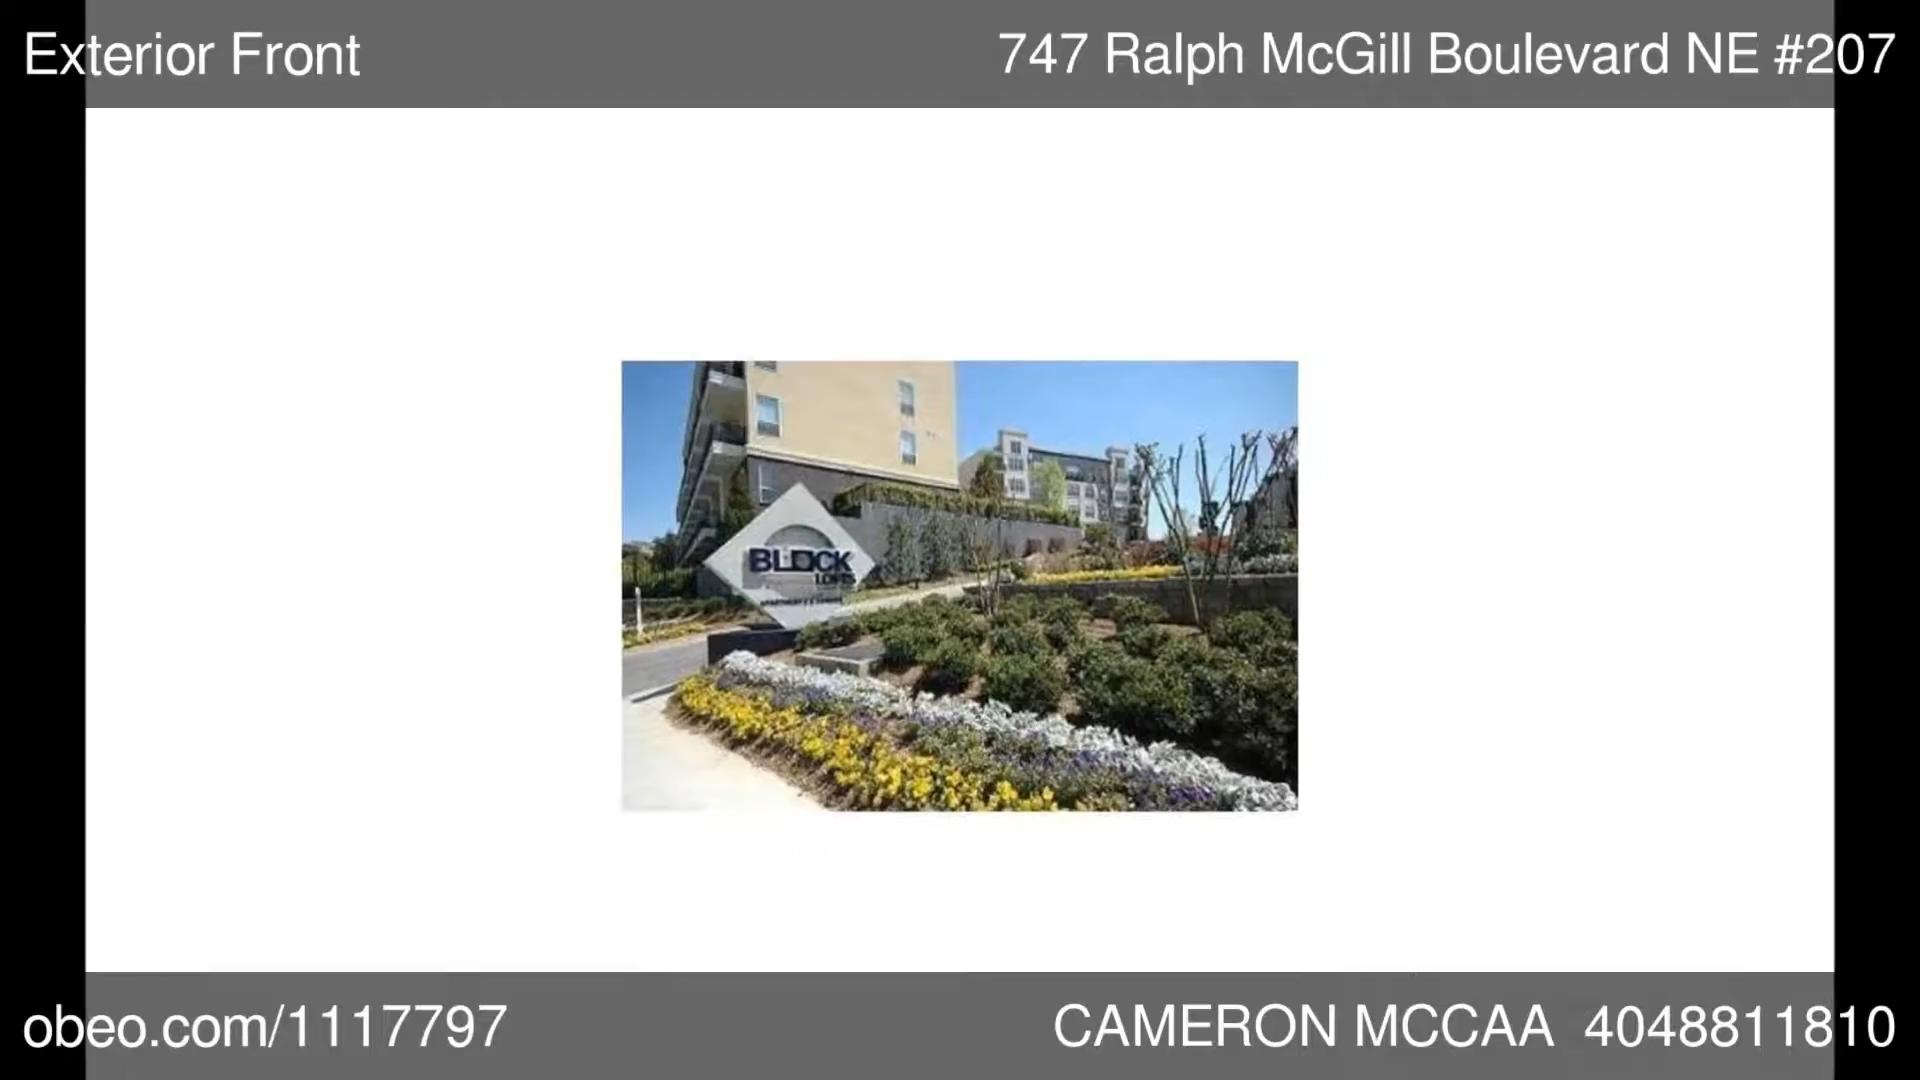 Exterior Front
747 Ralph McGill Boulevard NE #207
BLOCK
LOFTS
obeo.com/1117797
CAMERON MCCAA 4048811810